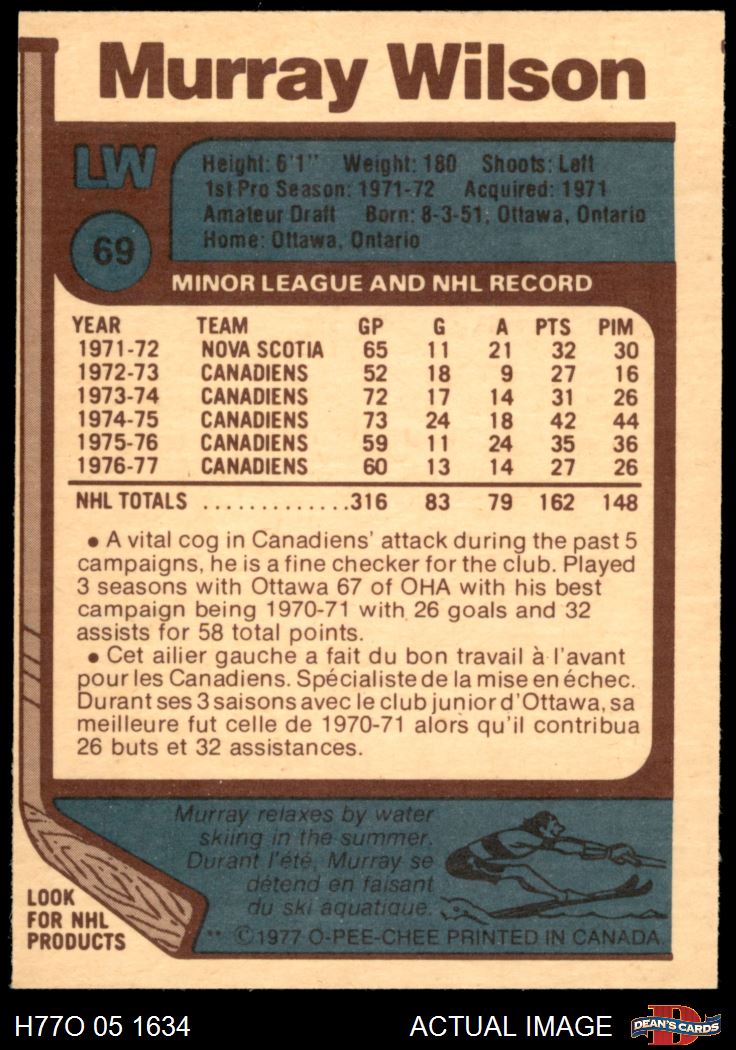 Murray Wilson
LW
Height: 6'1" Weight: 180 Shoots: Left
1st Pro Season: 1971-72 Acquired: 1971
Amateur Draft Born: 8-3-51, Ottawa, Ontario
Home: Ottawa, Ontario
69
MINOR LEAGUE AND NHL RECORD
YEAR TEAM GP G A PTS PIM
1971-72 NOVA SCOTIA 65 11 21 32 30
1972-73 CANADIENS 52 18 9 27 16
1973-74 CANADIENS 72 17 14 31 26
1974-75 CANADIENS 73 24 18 42 44
1975-76 CANADIENS 59 11 24 35 36
1976-77 CANADIENS 60 13 14 27 26
NHL TOTALS .............316 83 79 162 148
• A vital cog in Canadiens' attack during the past 5
campaigns, he is a fine checker for the club. Played
3 seasons with Ottawa 67 of OHA with his best
campaign being 1970-71 with 26 goals and 32
assists for 58 total points.
• Cet ailier gauche a fait du bon travail à l'avant
pour les Canadiens. Spécialiste de la mise en échec.
Durant ses 3 saisons avec le club junior d'Ottawa, sa
meilleure fut celle de 1970-71 alors qu'il contribua
26 buts et 32 assistances.
Murray relaxes by water
skiing in the summer.
Durant l'été, Murray se
détend en faisant
du ski aquatique.
LOOK
FOR NHL
PRODUCTS
** ©1977 O-PEE-CHEE PRINTED IN CANADA
H77O 05 1634 ACTUAL IMAGE
D
DEAN'S CARDS